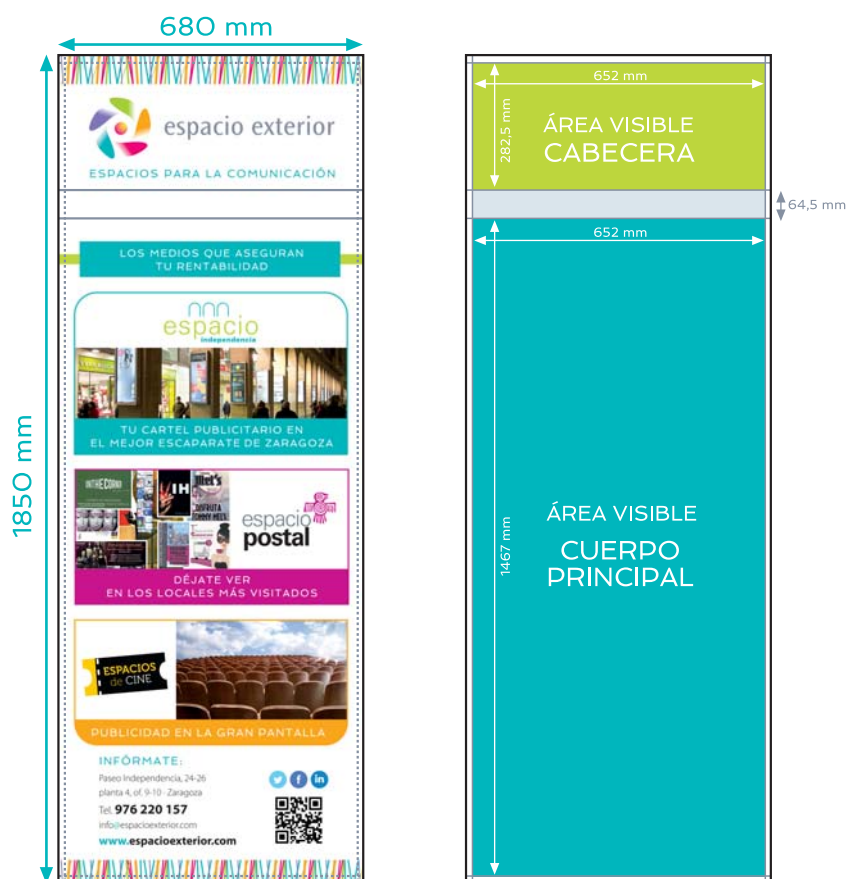 680 mm
1850 mm
espacio exterior
ESPACIOS PARA LA COMUNICACIÓN
LOS MEDIOS QUE ASEGURAN
TU RENTABILIDAD
espacio
independencia
TU CARTEL PUBLICITARIO EN
EL MEJOR ESCAPARATE DE ZARAGOZA
espacio
postal
DÉJATE VER
EN LOS LOCALES MÁS VISITADOS
ESPACIOS
de CINE
PUBLICIDAD EN LA GRAN PANTALLA
INFÓRMATE:
Paseo Independencia, 24-26
planta 4, of. 9-10 - Zaragoza
Tel. 976 220 157
info@espacioexterior.com
www.espacioexterior.com
652 mm
282,5 mm
ÁREA VISIBLE
CABECERA
64,5 mm
652 mm
1467 mm
ÁREA VISIBLE
CUERPO
PRINCIPAL